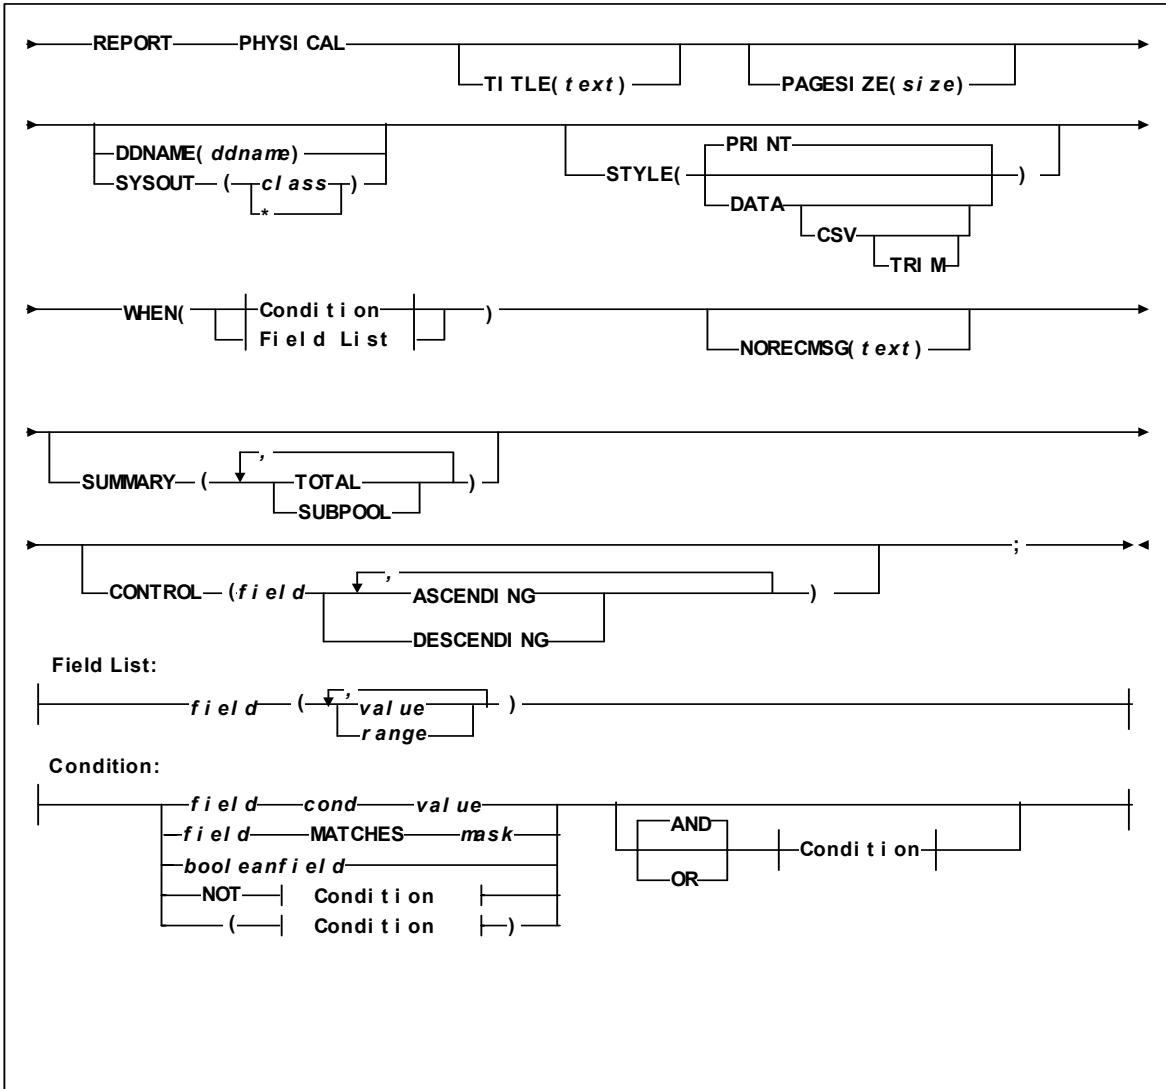 REPORT PHYSICAL
TITLE(text) PAGESIZE(size)
DDNAME(ddname)
SYSOUT (class)
*
PRINT
STYLE( )
DATA
CSV
TRIM
WHEN( Condition )
Field List
NORECMSG(text)
,
SUMMARY ( TOTAL )
SUBPOOL
;
,
CONTROL (field ASCENDING )
DESCENDING
Field List:
,
field ( value )
range
Condition:
field cond value
AND
field MATCHES mask
Condition
booleanfield
OR
NOT Condition
( Condition )